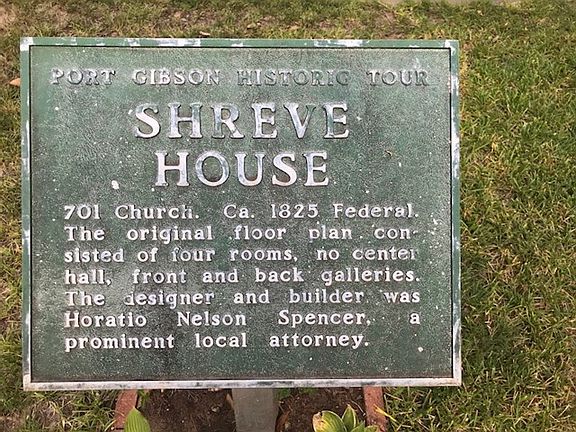 PORT GIBSON HISTORIC TOUR
SHREVE
HOUSE
701 Church. Ca. 1825 Federal.
The original floor plan con-
sisted of four rooms, no center
hall, front and back galleries.
The designer and builder was
Horatio Nelson Spencer, a
prominent local attorney.